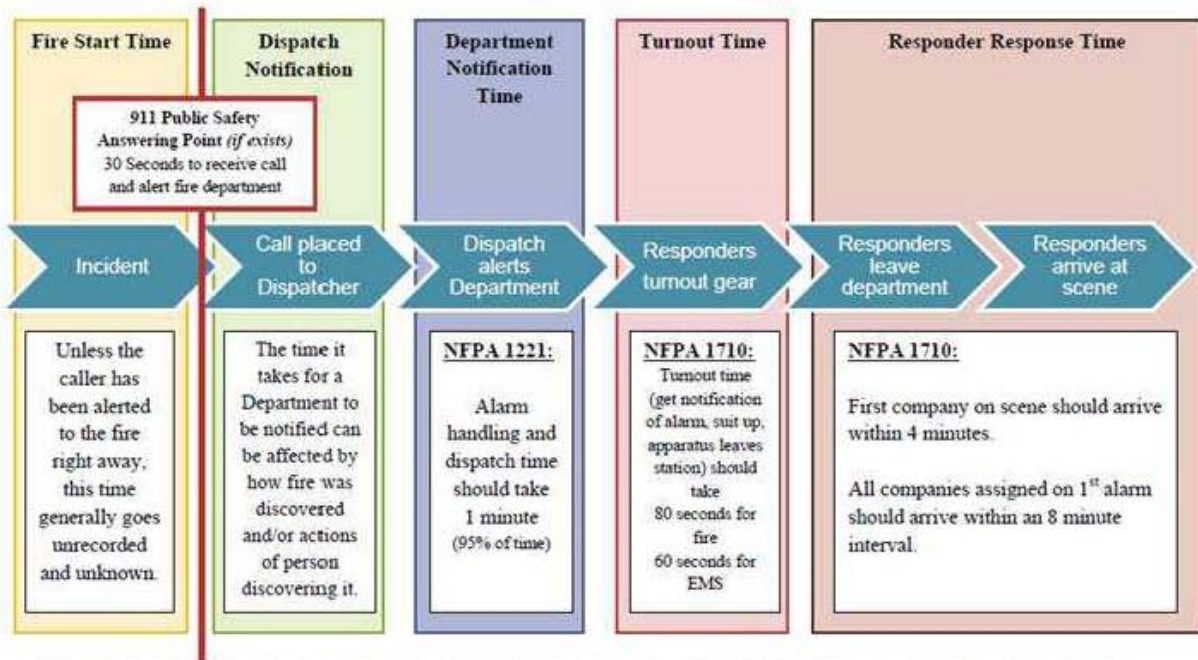 Fire Start Time
911 Public Safety
Answering Point (if exists)
30 Seconds to receive call
and alert fire department
Incident
Unless the
caller has
been alerted
to the fire
right away,
this time
generally goes
unrecorded
and unknown.
Dispatch
Notification
Call placed
to
Dispatcher
The time it
takes for a
Department to
be notified can
be affected by
how fire was
discovered
and/or actions
of person
discovering it.
Department
Notification
Time
Dispatch
alerts
Department
NFPA 1221:
Alarm
handling and
dispatch time
should take
1 minute
(95% of time)
Turnout Time
Responders
turnout gear
NFPA 1710:
Turnout time
(get notification
of alarm, suit up,
apparatus leaves
station) should
take
80 seconds for
fire
60 seconds for
EMS
Responder Response Time
Responders
leave
department
Responders
arrive at
scene
NFPA 1710:
First company on scene should arrive
within 4 minutes.
All companies assigned on 1st alarm
should arrive within an 8 minute
interval.